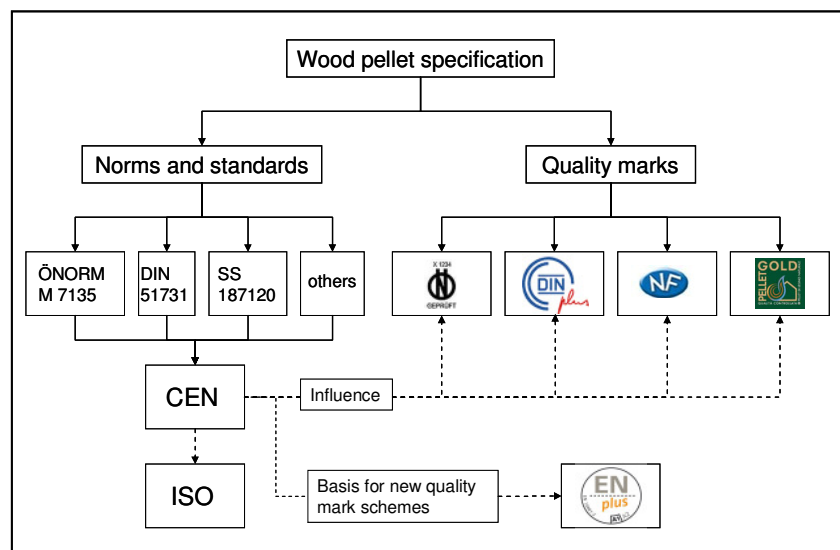 Wood pellet specification
Norms and standards
Quality marks
ÖNORM
M 7135
DIN
51731
SS
187120
others
X 1234
N
GEPRÜFT
DIN
plus
NF
PELLET
GOLD
CEN
Influence
ISO
Basis for new quality
mark schemes
EN
plus
A1